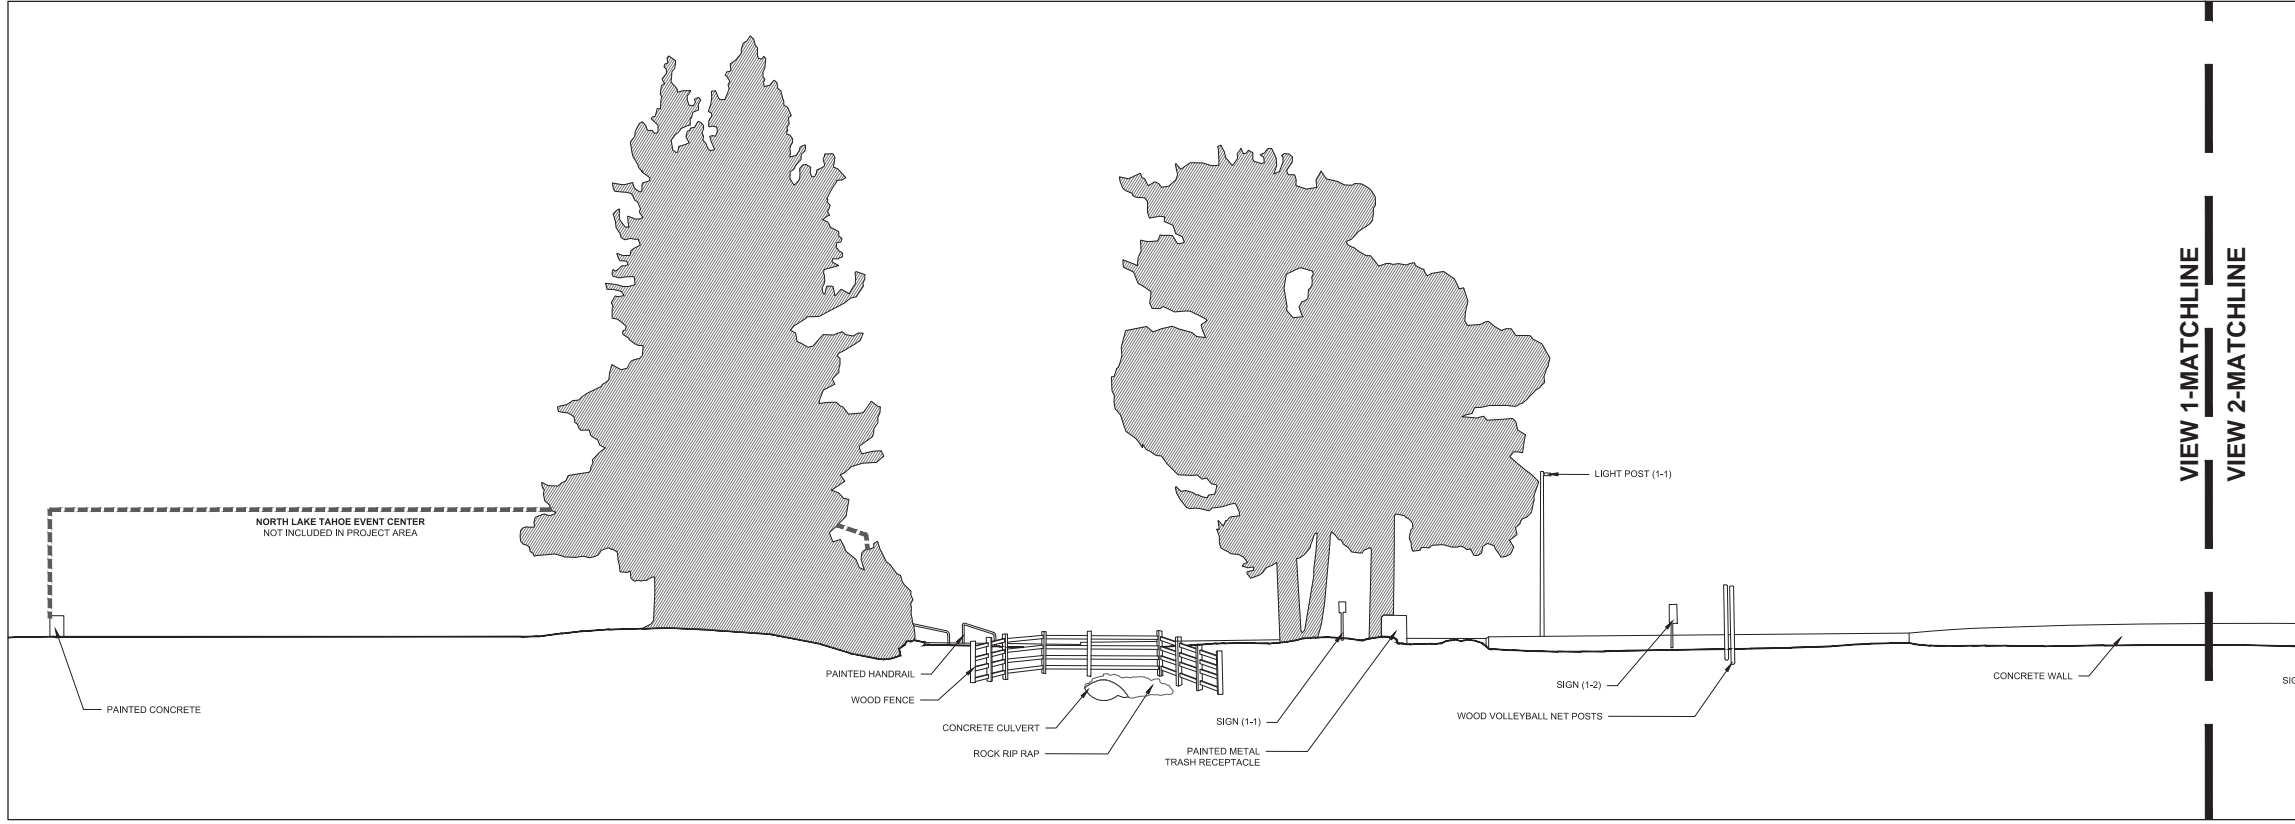 VIEW 1-MATCHLINE
VIEW 2-MATCHLINE
LIGHT POST (1-1)
NORTH LAKE TAHOE EVENT CENTER
NOT INCLUDED IN PROJECT AREA
PAINTED HANDRAIL
WOOD FENCE
PAINTED CONCRETE
CONCRETE CULVERT
ROCK RIP RAP
SIGN (1-1)
PAINTED METAL
TRASH RECEPTACLE
SIGN (1-2)
WOOD VOLLEYBALL NET POSTS
CONCRETE WALL